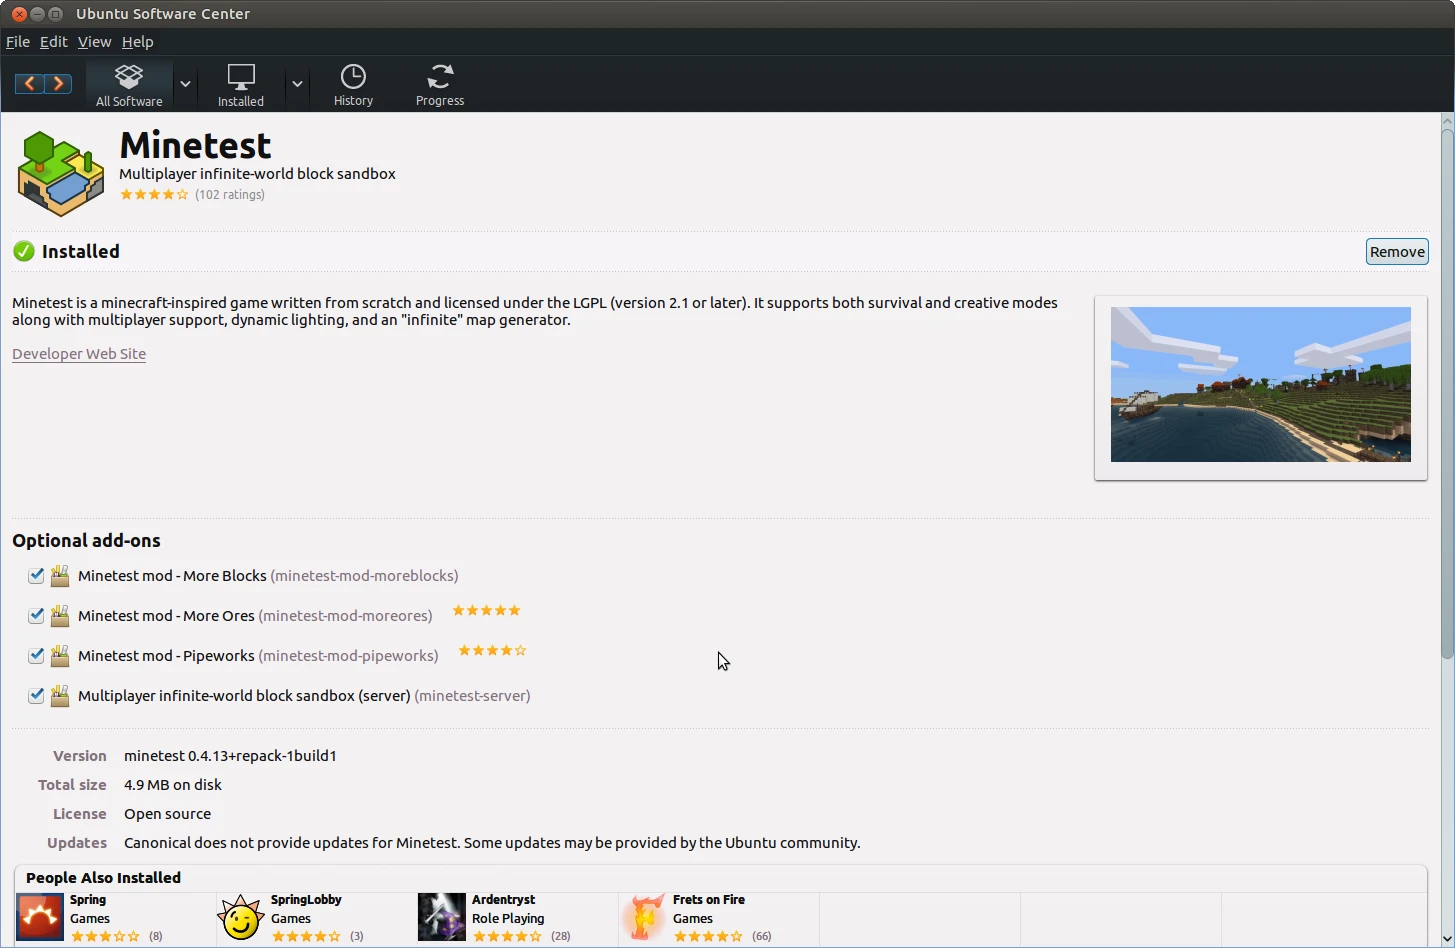 Ubuntu Software Center
File Edit View Help
All Software
Installed
History
Progress
Minetest
Multiplayer infinite-world block sandbox
(102 ratings)
Installed
Remove
Minetest is a minecraft-inspired game written from scratch and licensed under the LGPL (version 2.1 or later). It supports both survival and creative modes
along with multiplayer support, dynamic lighting, and an "infinite" map generator.
Developer Web Site
Optional add-ons
Minetest mod - More Blocks (minetest-mod-moreblocks)
Minetest mod - More Ores (minetest-mod-moreores)
Minetest mod - Pipeworks (minetest-mod-pipeworks)
Multiplayer infinite-world block sandbox (server) (minetest-server)
Version minetest 0.4.13+repack-1build1
Total size 4.9 MB on disk
License Open source
Updates Canonical does not provide updates for Minetest. Some updates may be provided by the Ubuntu community.
People Also Installed
Spring
Games
(8)
SpringLobby
Games
(3)
Ardentryst
Role Playing
(28)
Frets on Fire
Games
(66)